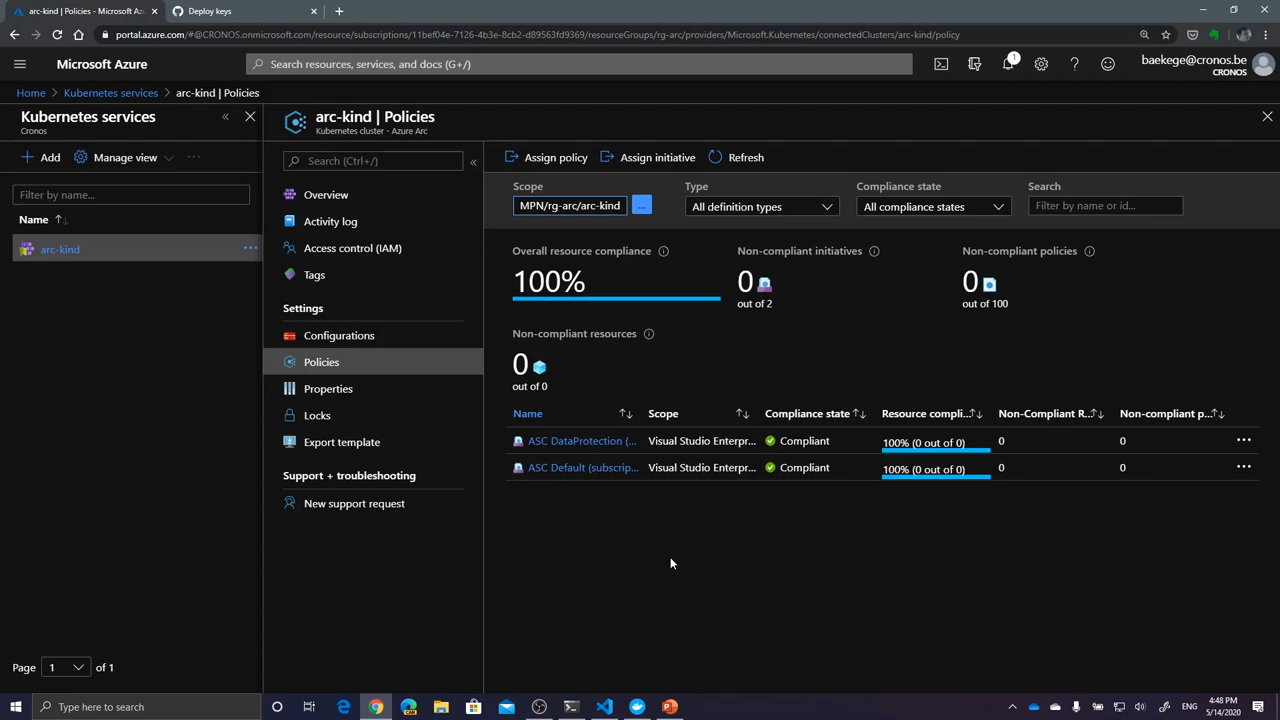 arc-kind | Policies - Microsoft Az
Deploy keys
portal.azure.com/#@CRONOS.onmicrosoft.com/resource/subscriptions/11bef04e-7126-4b3e-8cb2-d89563fd9369/resourceGroups/rg-arc/providers/Microsoft.Kubernetes/connectedClusters/arc-kind/policy
Microsoft Azure
Search resources, services, and docs (G+/)
1
baekege@cronos.be
CRONOS
Home > Kubernetes services > arc-kind | Policies
Kubernetes services
Cronos
Add
Manage view
Filter by name...
Name
arc-kind
Page 1 of 1
arc-kind | Policies
Kubernetes cluster - Azure Arc
Search (Ctrl+/)
Overview
Activity log
Access control (IAM)
Tags
Settings
Configurations
Policies
Properties
Locks
Export template
Support + troubleshooting
New support request
Assign policy
Assign initiative
Refresh
Scope
MPN/rg-arc/arc-kind
...
Type
All definition types
Compliance state
All compliance states
Search
Filter by name or id...
Overall resource compliance
100%
Non-compliant initiatives
0
out of 2
Non-compliant policies
0
out of 100
Non-compliant resources
0
out of 0
Name Scope Compliance state Resource compli... Non-Compliant R... Non-compliant p...
ASC DataProtection (... Visual Studio Enterpr... Compliant 100% (0 out of 0) 0 0
ASC Default (subscrip... Visual Studio Enterpr... Compliant 100% (0 out of 0) 0 0
Type here to search
ENG
4:48 PM
5/14/2020